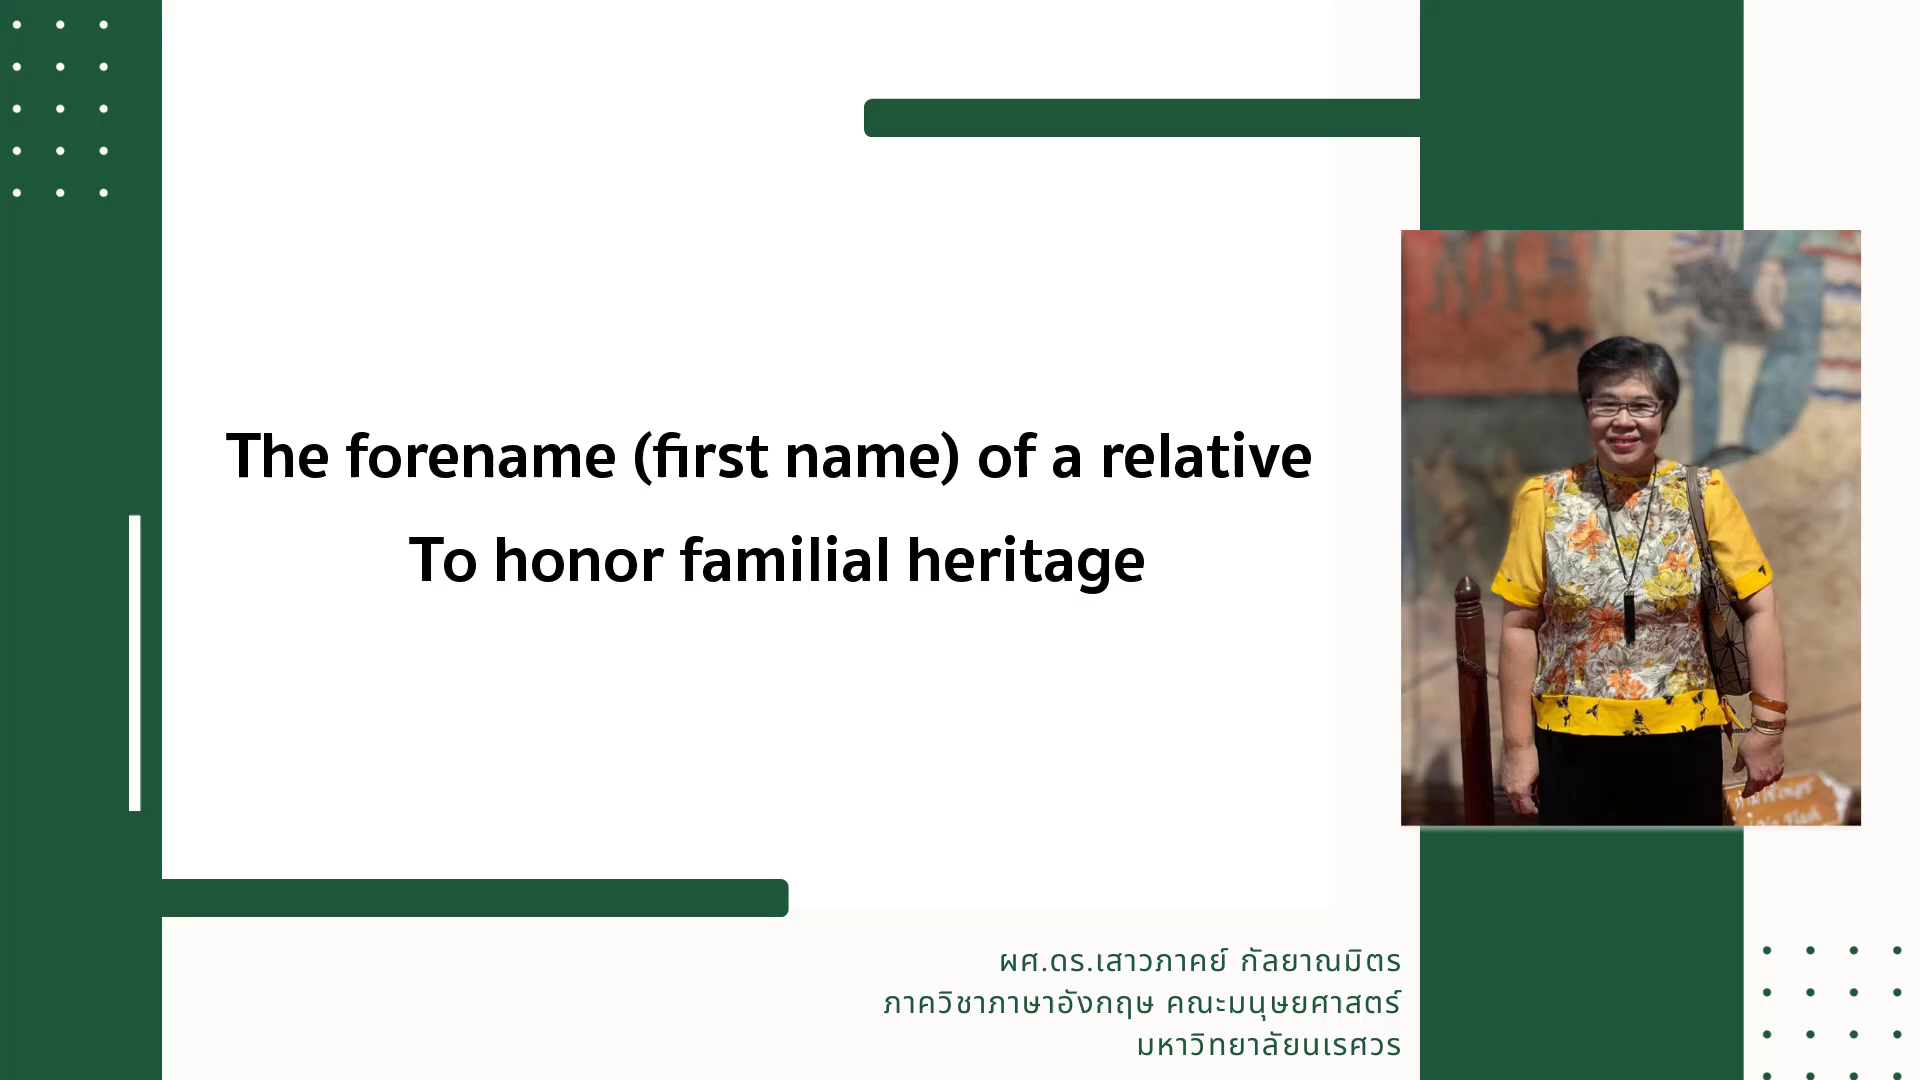 The forename (first name) of a relative
To honor familial heritage
ผศ.ดร.เสาวภาคย์ กัลยาณมิตร
ภาควิชาภาษาอังกฤษ คณะมนุษยศาสตร์
มหาวิทยาลัยนเรศวร